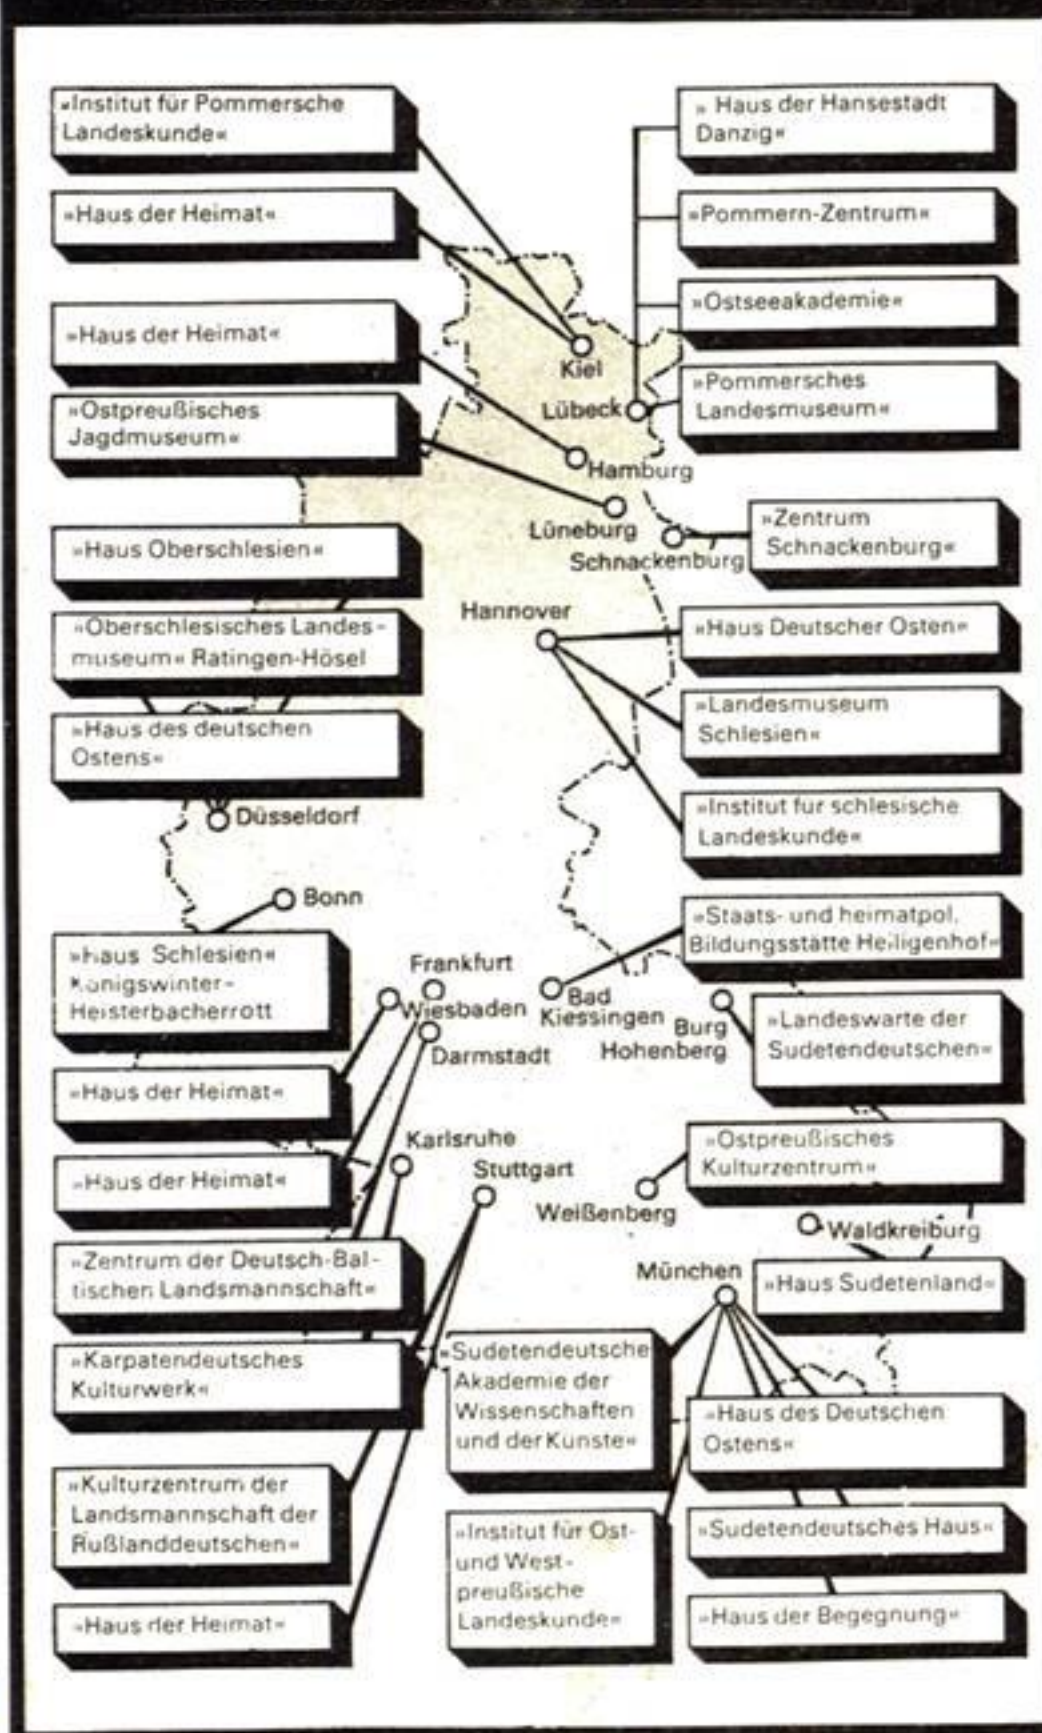 »Institut für Pommersche
Landeskunde«
»Haus der Heimat«
»Haus der Heimat«
»Ostpreußisches
Jagdmuseum«
»Haus Oberschlesien«
»Oberschlesisches Landes-
museum« Ratingen-Hösel
»Haus des deutschen
Ostens«
» Haus der Hansestadt
Danzig«
»Pommern-Zentrum«
»Ostseeakademie«
»Pommersches
Landesmuseum«
»Zentrum
Schnackenburg«
»Haus Deutscher Osten«
»Landesmuseum
Schlesien«
»Institut fur schlesische
Landeskunde«
Kiel
Lübeck
Hamburg
Lüneburg
Schnackenburg
Hannover
Düsseldorf
Bonn
»Haus Schlesien«
Königswinter-
Heisterbacherrott
»Haus der Heimat«
»Haus der Heimat«
»Zentrum der Deutsch-Bal-
tischen Landsmannschaft«
»Karpatendeutsches
Kulturwerk«
»Kulturzentrum der
Landsmannschaft der
Rußlanddeutschen«
»Haus der Heimat«
Frankfurt
Wiesbaden
Darmstadt
Bad
Kiessingen
Burg
Hohenberg
Karlsruhe
Stuttgart
Weißenberg
Waldkreiburg
München
»Staats- und heimatpol.
Bildungsstätte Heiligenhof«
»Landeswarte der
Sudetendeutschen«
»Ostpreußisches
Kulturzentrum«
»Haus Sudetenland«
»Sudetendeutsche
Akademie der
Wissenschaften
und der Kunste«
»Institut für Ost-
und West-
preußische
Landeskunde«
»Haus des Deutschen
Ostens«
»Sudetendeutsches Haus«
»Haus der Begegnung«